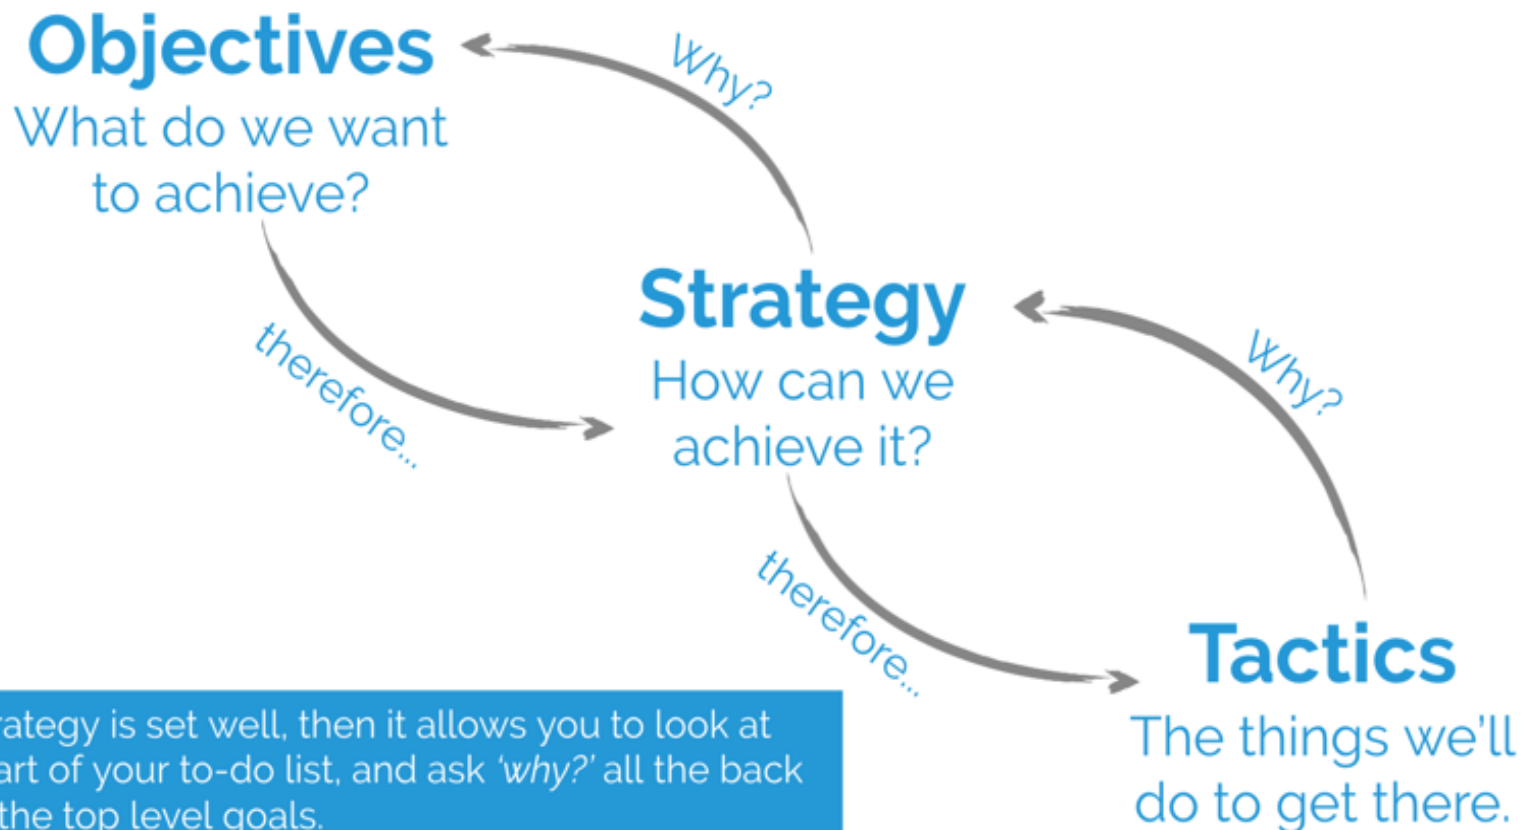 Objectives
What do we want
to achieve?
Why?
therefore...
Strategy
How can we
achieve it?
Why?
therefore...
Tactics
The things we'll
do to get there.
is set well, then it allows you to look at
of your to-do list, and ask ‘why?’ all the back
the top level goals.